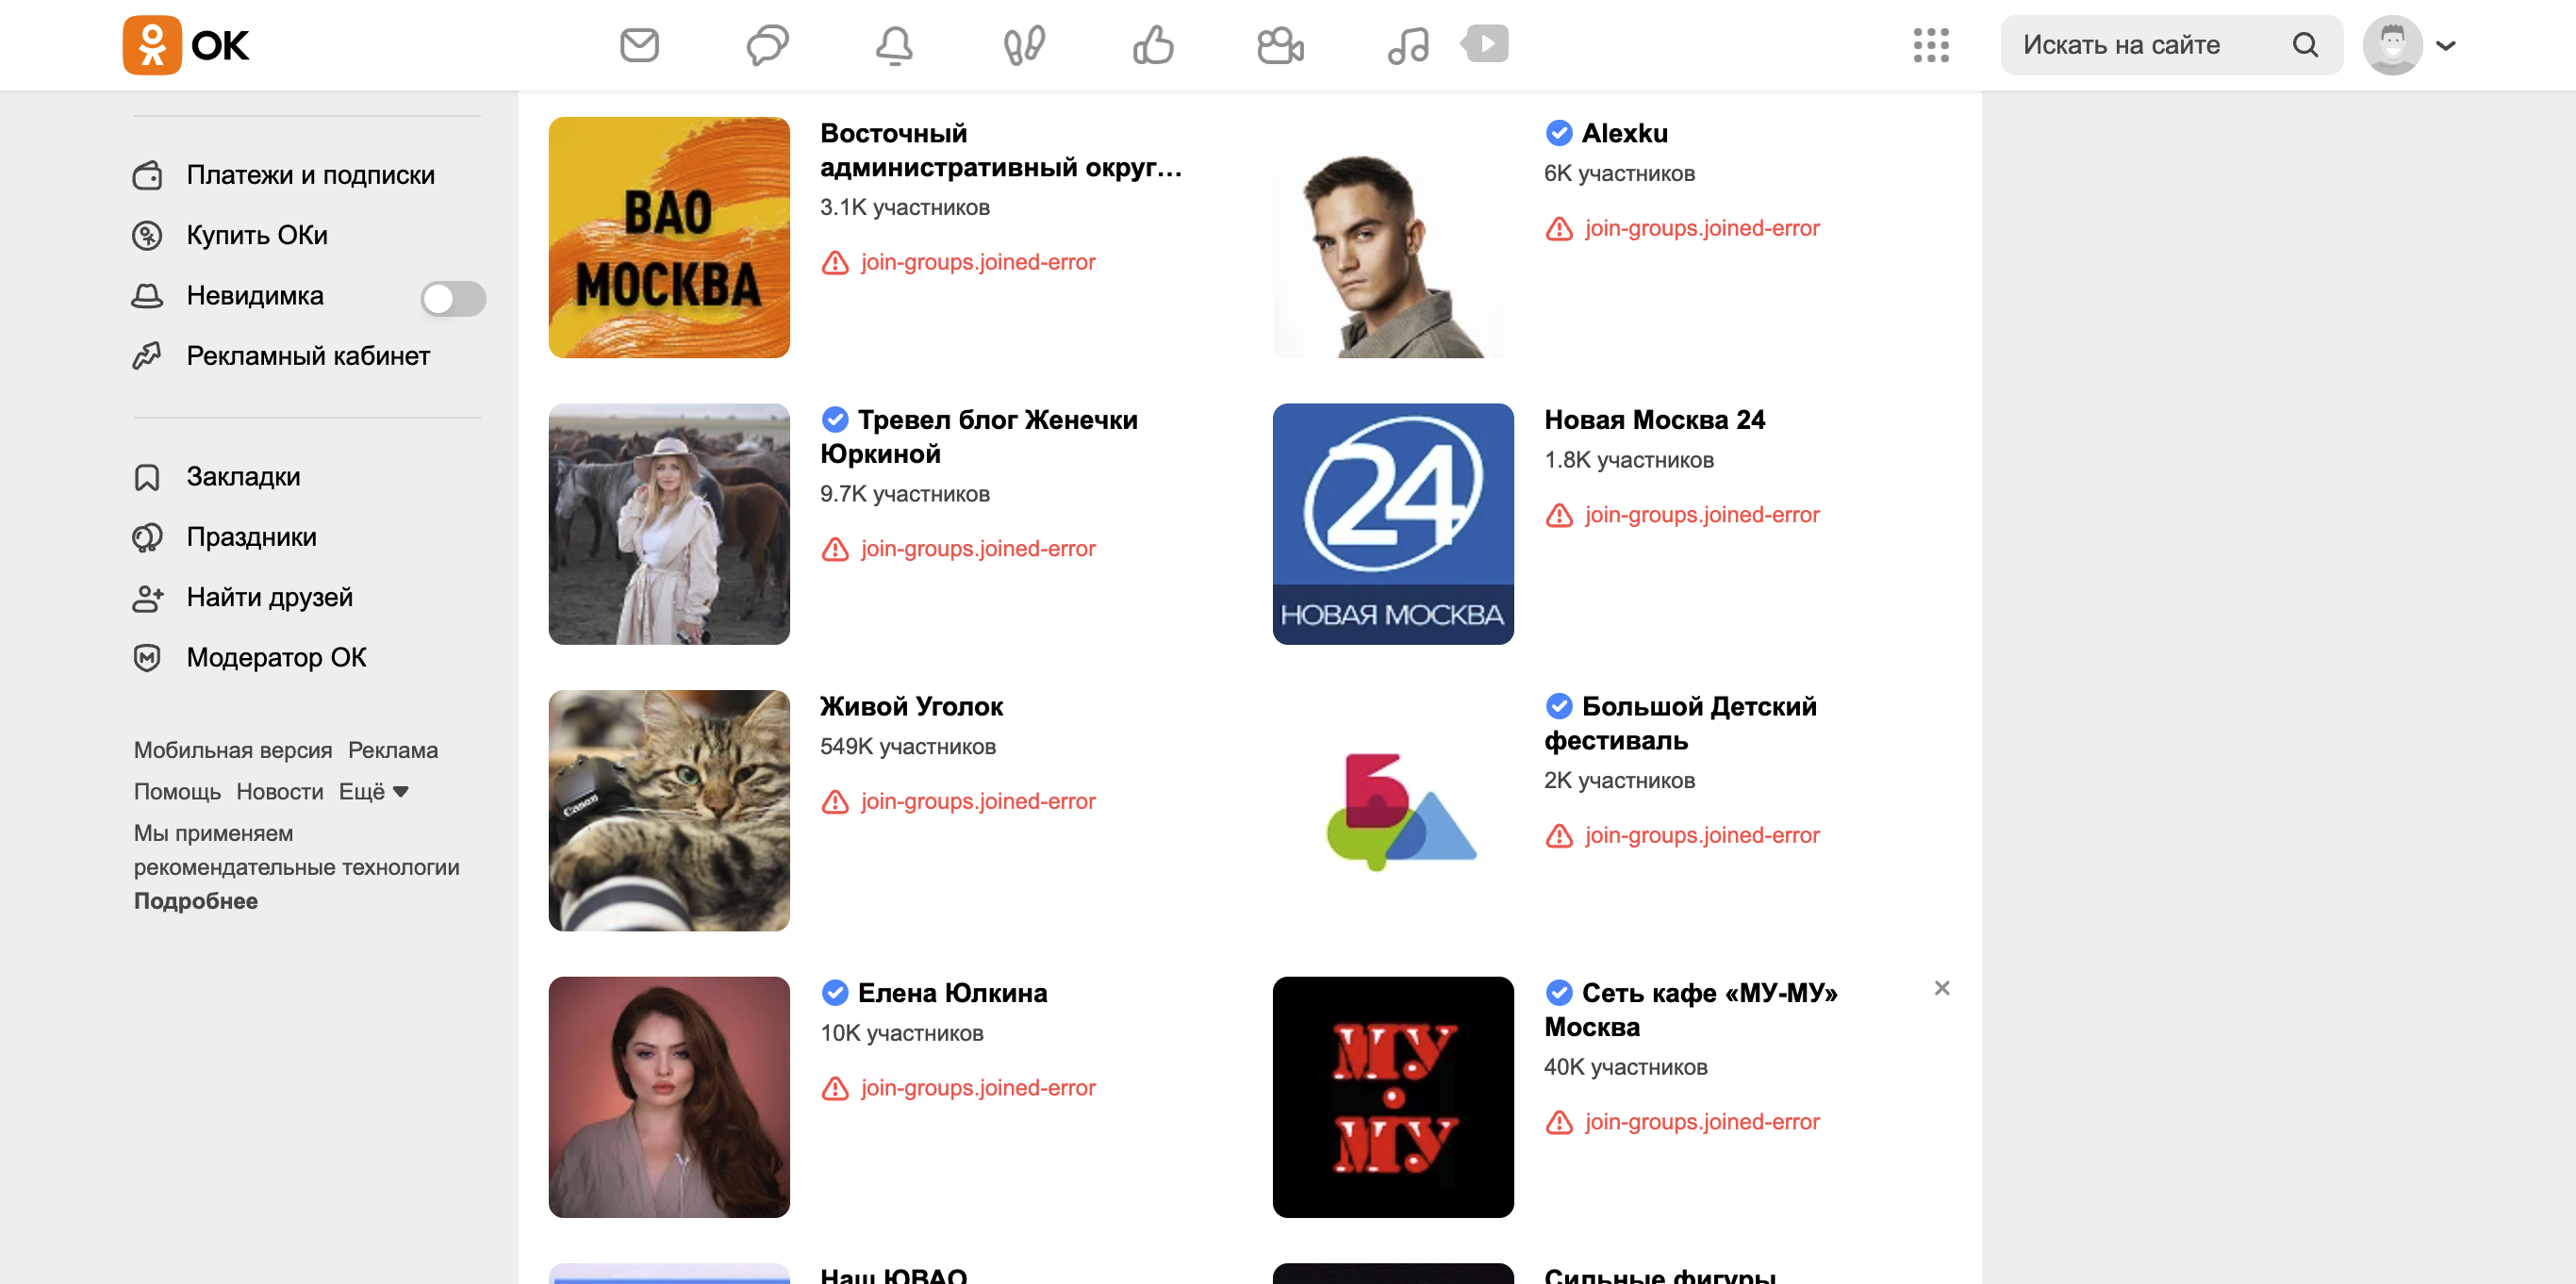 ОК
Искать на сайте
Платежи и подписки
Купить ОКи
Невидимка
Рекламный кабинет
Закладки
Праздники
Найти друзей
Модератор ОК
Мобильная версия Реклама
Помощь Новости Ещё
Мы применяем
рекомендательные технологии
Подробнее
ВАО
МОСКВА
Восточный
административный округ...
3.1K участников
join-groups.joined-error
Alexku
6K участников
join-groups.joined-error
Тревел блог Женечки
Юркиной
9.7K участников
join-groups.joined-error
24
НОВАЯ МОСКВА
Новая Москва 24
1.8K участников
join-groups.joined-error
Canon
Живой Уголок
549K участников
join-groups.joined-error
Большой Детский
фестиваль
2K участников
join-groups.joined-error
Елена Юлкина
10K участников
join-groups.joined-error
МУ
МУ
Сеть кафе «МУ-МУ»
Москва
40K участников
join-groups.joined-error
Наш ЮВАО
Сильные фигуры